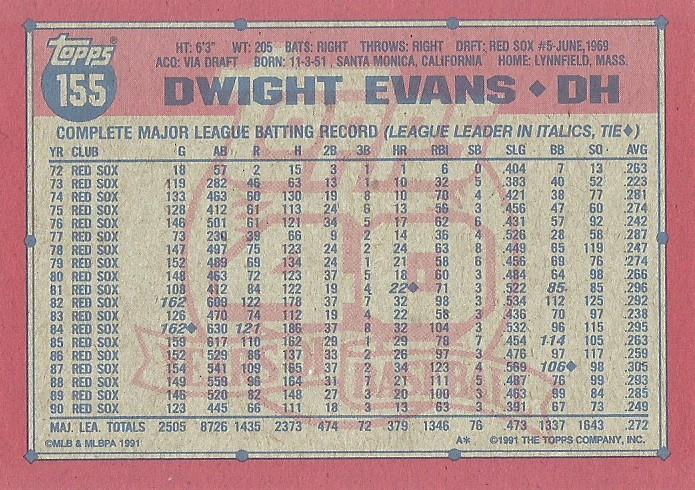 topps®
155
HT: 6'3" WT: 205 BATS: RIGHT THROWS: RIGHT DRFT: RED SOX #5-JUNE,1969
ACQ: VIA DRAFT BORN: 11-3-51 , SANTA MONICA, CALIFORNIA HOME: LYNNFIELD, MASS.
DWIGHT EVANS ◆ DH
COMPLETE MAJOR LEAGUE BATTING RECORD (LEAGUE LEADER IN ITALICS, TIE◆)
YR CLUB G AB R H 2B 3B HR RBI SB SLG BB SO AVG
72 RED SOX 18 57 2 15 3 1 1 6 0 .404 7 13 .263
73 RED SOX 119 282 46 63 13 1 10 32 5 .383 40 52 .223
74 RED SOX 133 463 60 130 19 8 10 70 4 .421 38 77 .281
75 RED SOX 128 412 61 113 24 6 13 56 3 .456 47 60 .274
76 RED SOX 146 501 61 121 34 5 17 62 6 .431 57 92 .242
77 RED SOX 73 230 39 66 9 2 14 36 4 .526 28 58 .287
78 RED SOX 147 497 75 123 24 2 24 63 8 .449 65 119 .247
79 RED SOX 152 489 69 134 24 1 21 58 6 .456 69 76 .274
80 RED SOX 148 463 72 123 37 5 18 60 3 .484 64 98 .266
81 RED SOX 108 412 84 122 19 4 22◆ 71 3 .522 85 85 .296
82 RED SOX 162 609 122 178 37 7 32 98 3 .534 112 125 .292
83 RED SOX 126 470 74 112 19 4 22 58 3 .436 70 97 .238
84 RED SOX 162◆ 630 121 186 37 8 32 104 3 .532 96 115 .295
85 RED SOX 159 617 110 162 29 1 29 78 7 .454 114 105 .263
86 RED SOX 152 529 86 137 33 2 26 97 3 .476 97 117 .259
87 RED SOX 154 541 109 165 37 2 34 123 4 .569 106◆ 98 .305
88 RED SOX 149 559 96 164 31 7 21 111 5 .487 76 99 .293
89 RED SOX 146 520 82 148 27 3 20 100 3 .463 99 84 .285
90 RED SOX 123 445 66 111 18 3 13 63 3 .391 67 73 .249
MAJ. LEA. TOTALS 2505 8726 1435 2373 474 72 379 1346 76 .473 1337 1643 .272
©MLB & MLBPA 1991 A* ©1991 THE TOPPS COMPANY, INC.
TOPPS
40
YEARS OF BASEBALL